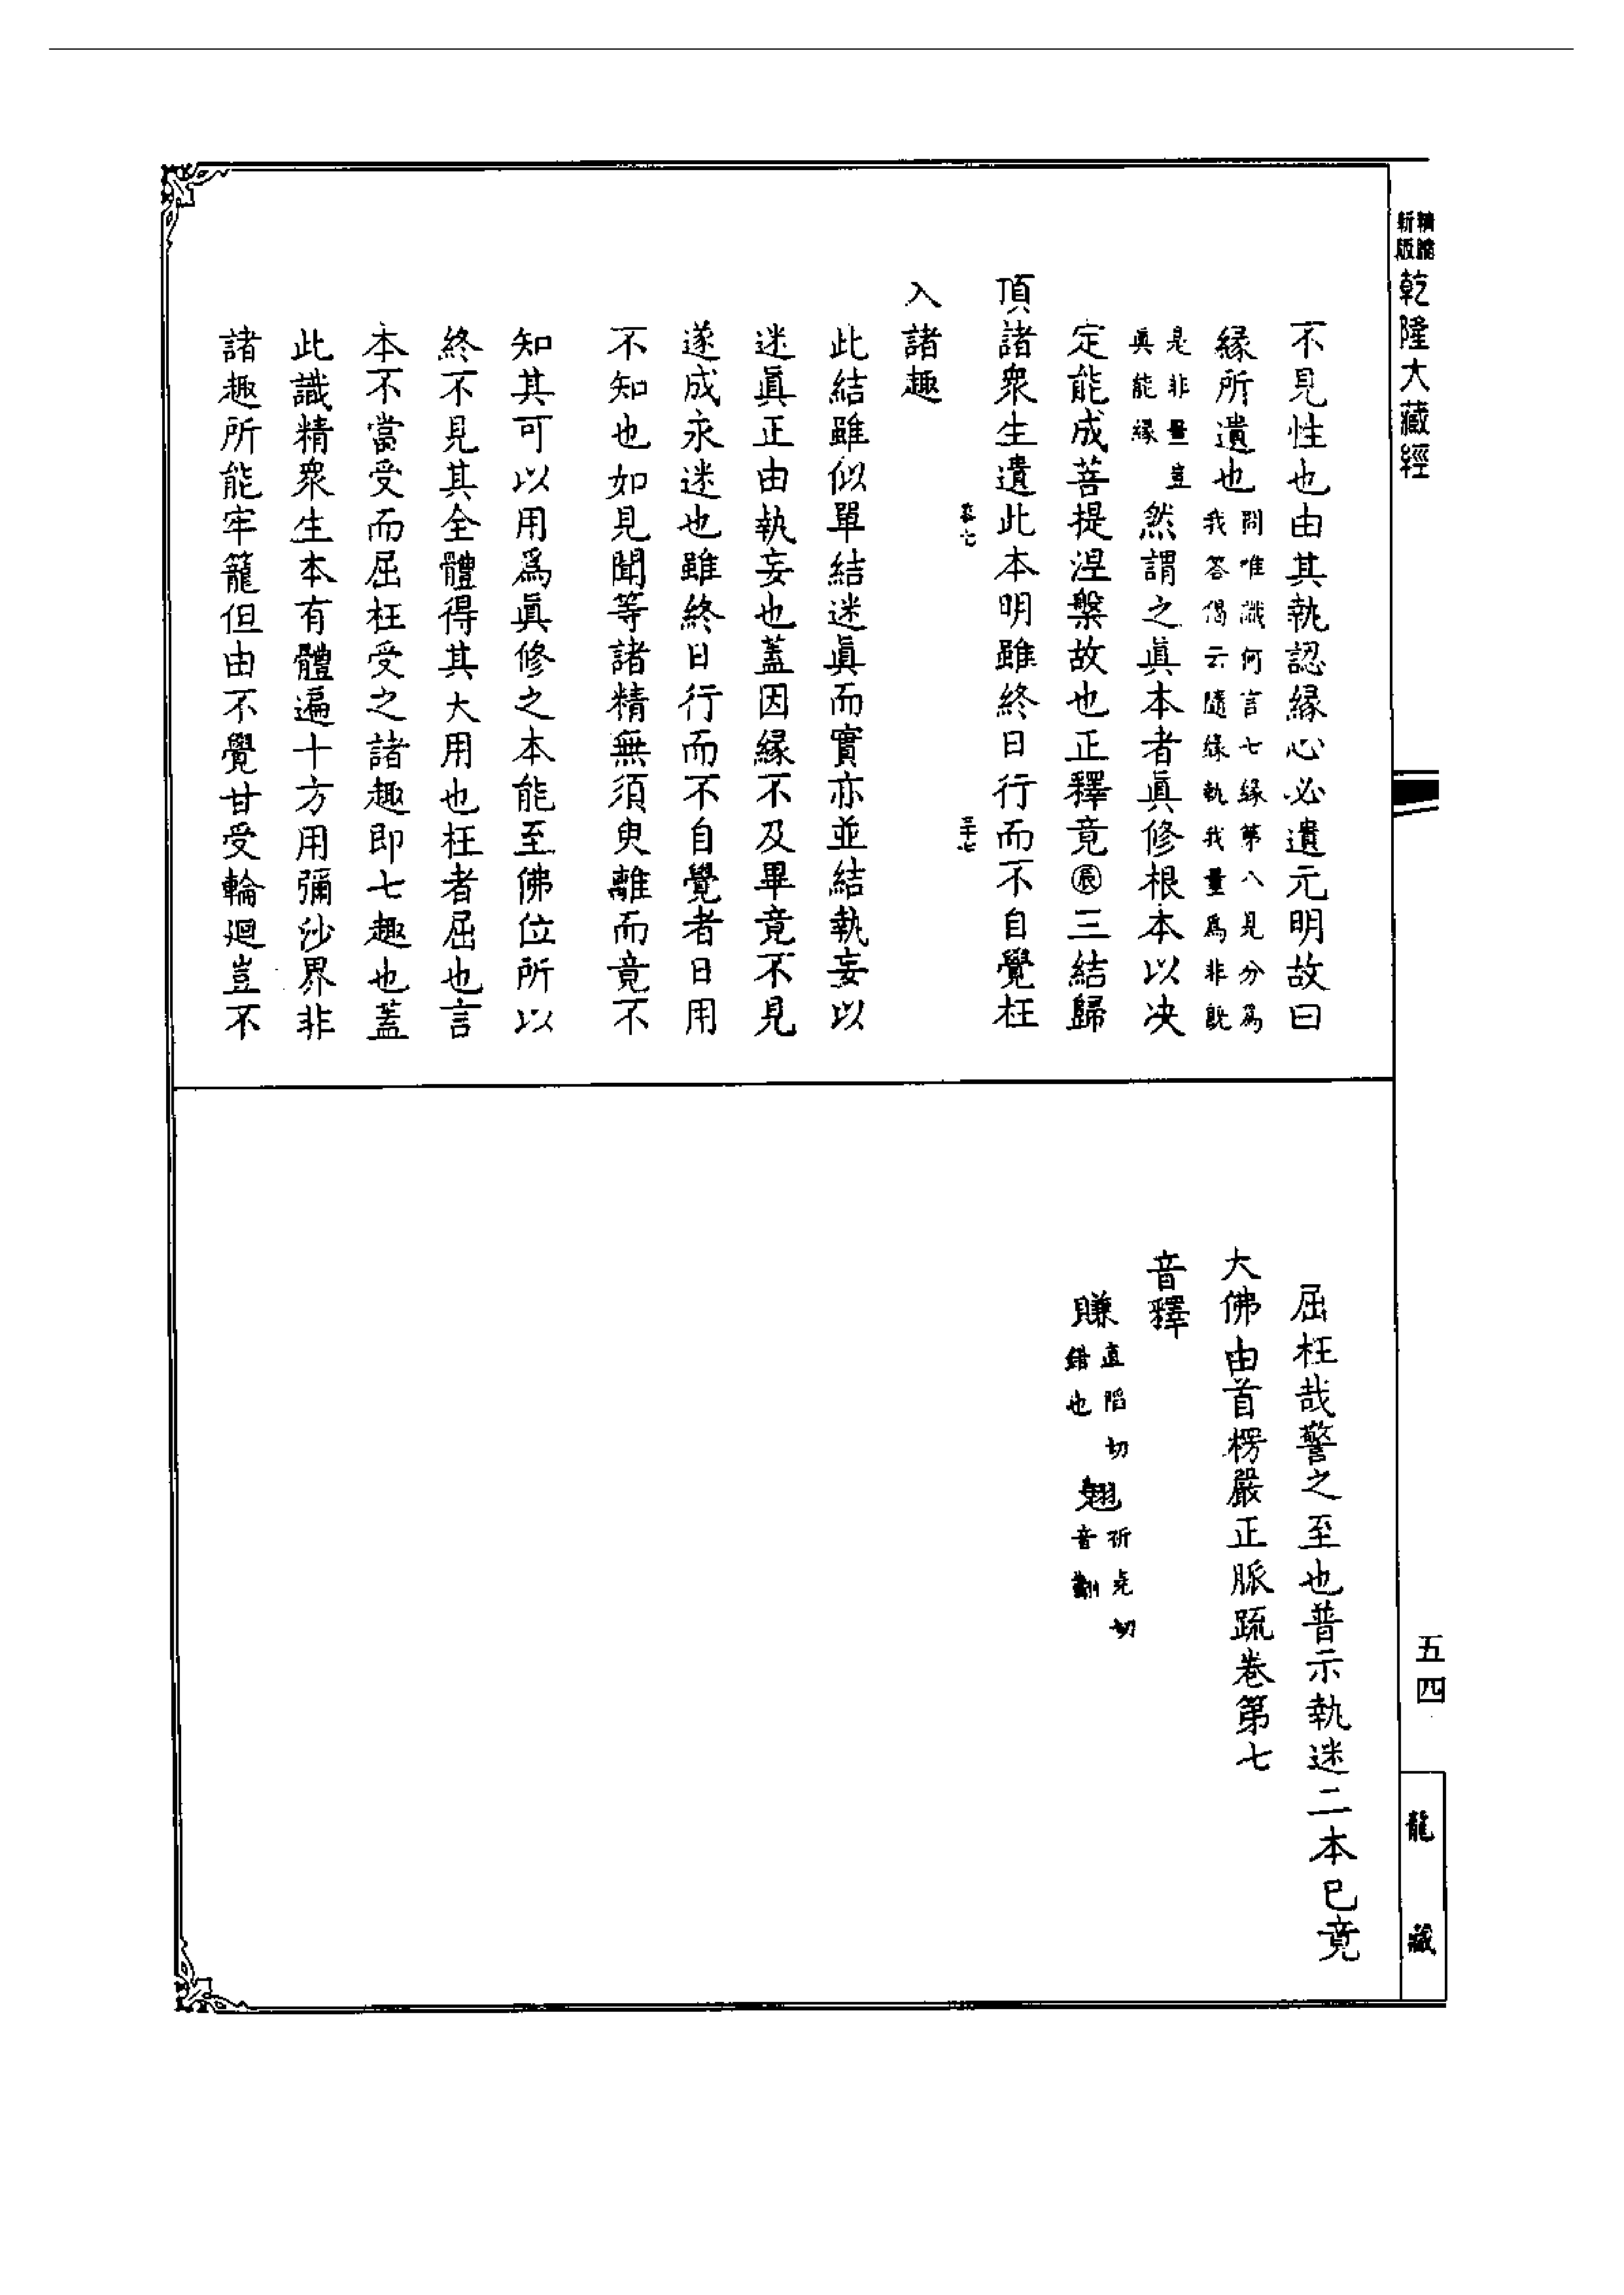 精縮
新版
乾隆大藏經
不見性也由其執認緣心必遺元明故曰
緣所遺也問唯識何言七緣第八見分為
我答偈云隨緣執我量為非既
是非量豈
真能緣
然謂之眞本者眞修根本以决
定能成菩提涅槃故也正釋竟㊋三結歸
頂諸衆生遺此本明雖終日行而不自覺枉
三十七
入諸趣
此結雖似單結迷眞而實亦並結執妄以
迷眞正由執妄也蓋因緣不及畢竟不見
遂成永迷也雖終日行而不自覺者日用
不知也如見聞等諸精無須臾離而竟不
知其可以用爲眞修之本能至佛位所以
終不見其全體得其大用也枉者屈也言
本不當受而屈枉受之諸趣即七趣也蓋
此識精衆生本有體遍十方用彌沙界非
諸趣所能牢籠但由不覺甘受輪迴豈不
屈枉哉警之至也普示執迷二本已竟
大佛頂首楞嚴正脈疏卷第七
音釋
賺直陷切
錯也
翹祈堯切
五四
龍藏